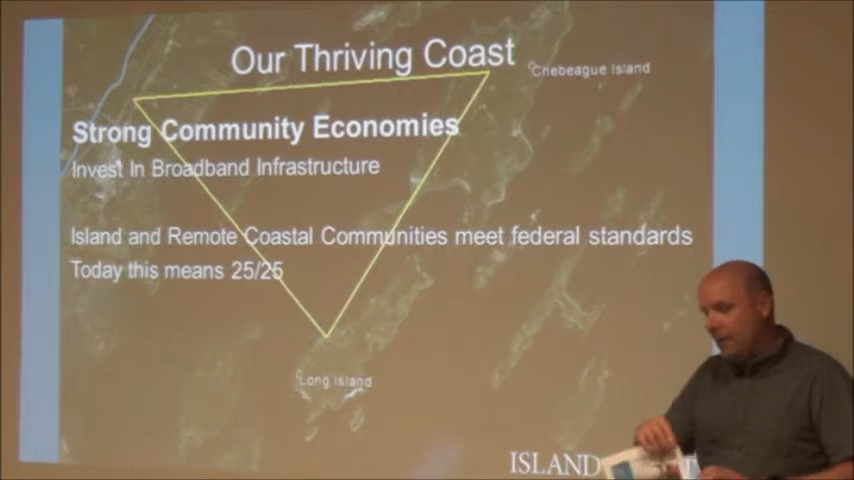 Our Thriving Coast
Chebeague Island
Strong Community Economies
Invest In Broadband Infrastructure
Island and Remote Coastal Communities meet federal standards
Today this means 25/25
Long Island
ISLAND